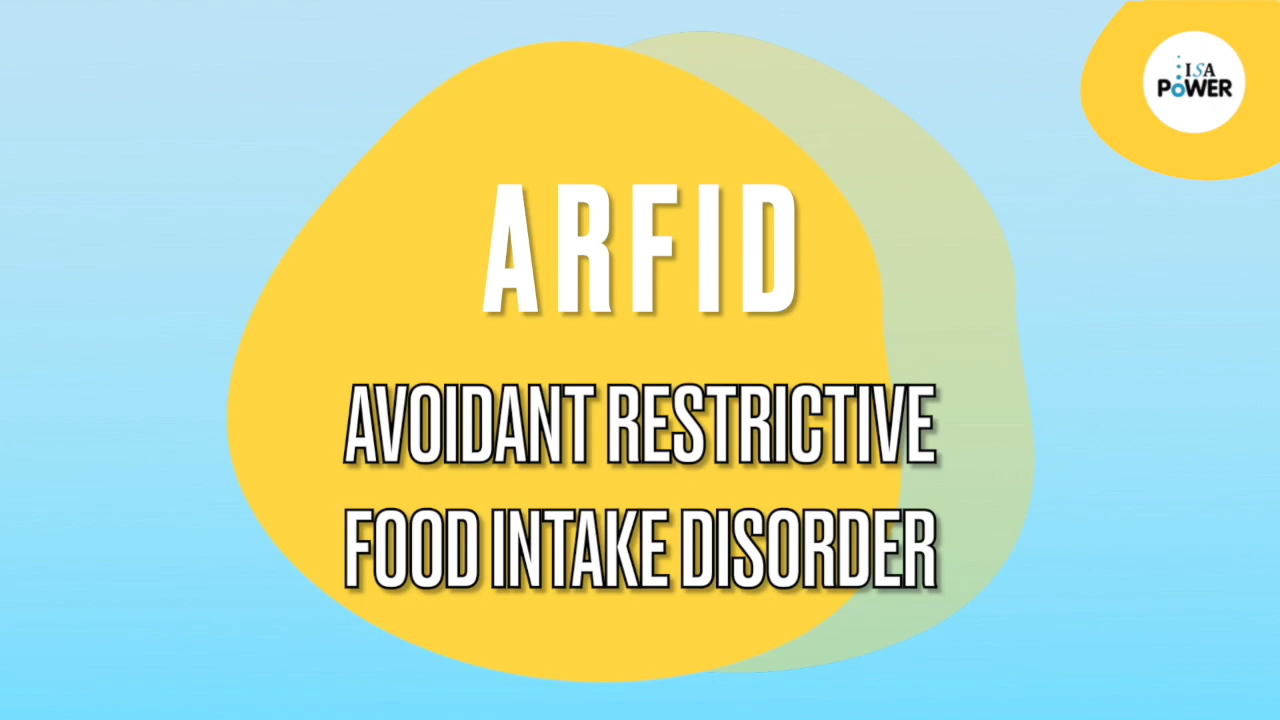 ISA
POWER
ARFID
AVOIDANT RESTRICTIVE
FOOD INTAKE DISORDER